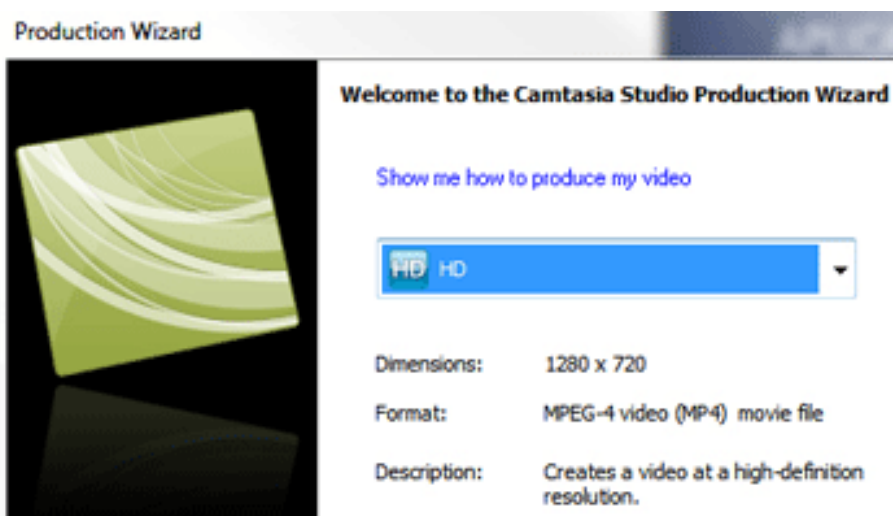 Production Wizard
Welcome to the Camtasia Studio Production Wizard
Show me how to produce my video
HD HD
Dimensions: 1280 x 720
Format: MPEG-4 video (MP4) movie file
Description: Creates a video at a high-definition
resolution.